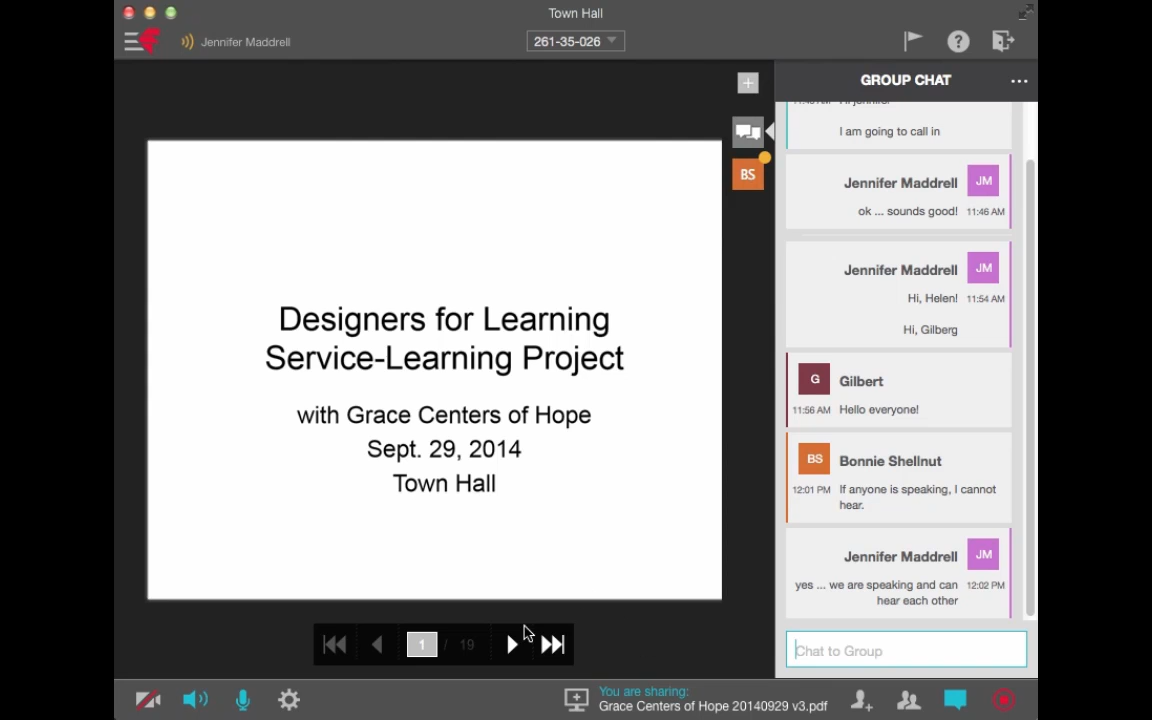 Town Hall
Jennifer Maddrell
261-35-026
GROUP CHAT
I am going to call in
Jennifer Maddrell
JM
ok ... sounds good!
11:46 AM
Jennifer Maddrell
JM
Hi, Helen!
11:54 AM
Hi, Gilberg
G
Gilbert
11:56 AM
Hello everyone!
BS
Bonnie Shellnut
12:01 PM
If anyone is speaking, I cannot
hear.
Jennifer Maddrell
JM
yes ... we are speaking and can
12:02 PM
hear each other
Chat to Group
BS
Designers for Learning
Service-Learning Project
with Grace Centers of Hope
Sept. 29, 2014
Town Hall
1 / 19
You are sharing:
Grace Centers of Hope 20140929 v3.pdf